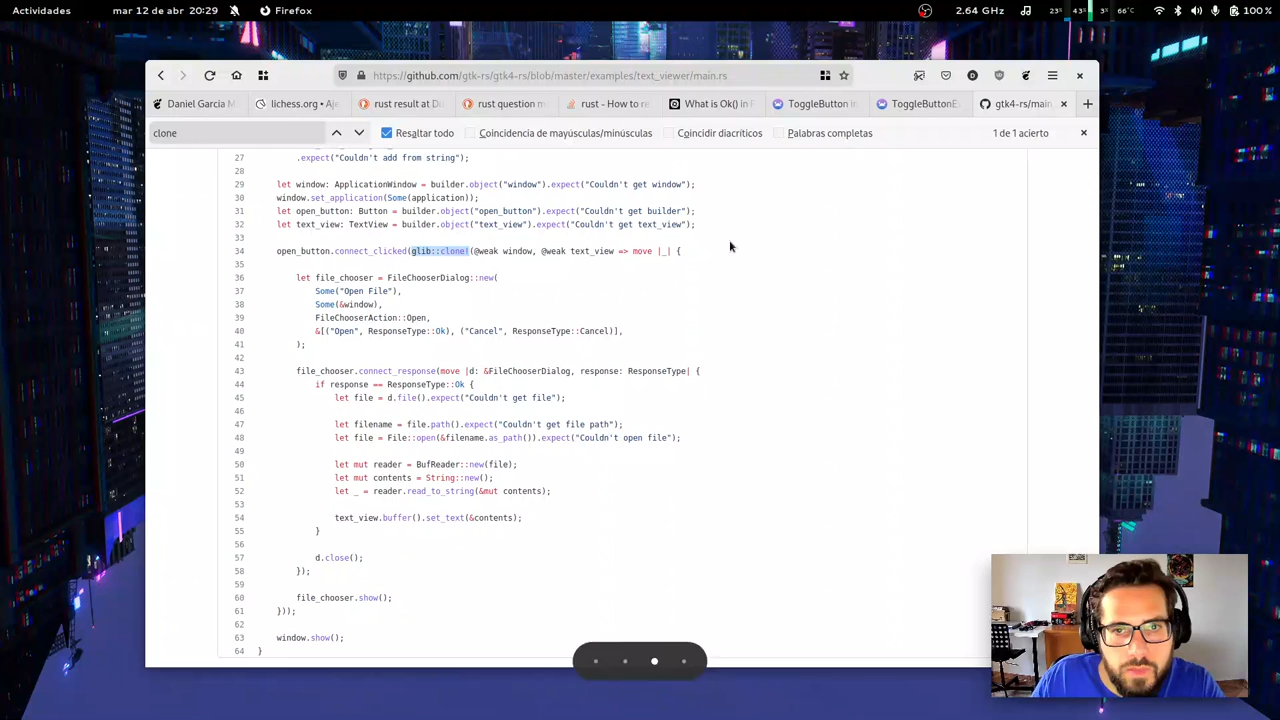 Actividades mar 12 de abr 20:29 Firefox 2.64 GHz 23% 43% 3% 66°C 100 %
https://github.com/gtk-rs/gtk4-rs/blob/master/examples/text_viewer/main.rs
Daniel Garcia M lichess.org • Aje rust result at Du rust question m rust - How to re What is Ok() in R ToggleButton in ToggleButtonE gtk4-rs/main
clone Resaltar todo Coincidencia de mayúsculas/minúsculas Coincidir diacríticos Palabras completas 1 de 1 acierto
27 .expect("Couldn't add from string");
28
29 let window: ApplicationWindow = builder.object("window").expect("Couldn't get window");
30 window.set_application(Some(application));
31 let open_button: Button = builder.object("open_button").expect("Couldn't get builder");
32 let text_view: TextView = builder.object("text_view").expect("Couldn't get text_view");
33
34 open_button.connect_clicked(glib::clone!(@weak window, @weak text_view => move |_| {
35
36 let file_chooser = FileChooserDialog::new(
37 Some("Open File"),
38 Some(&window),
39 FileChooserAction::Open,
40 &[("Open", ResponseType::Ok), ("Cancel", ResponseType::Cancel)],
41 );
42
43 file_chooser.connect_response(move |d: &FileChooserDialog, response: ResponseType| {
44 if response == ResponseType::Ok {
45 let file = d.file().expect("Couldn't get file");
46
47 let filename = file.path().expect("Couldn't get file path");
48 let file = File::open(&filename.as_path()).expect("Couldn't open file");
49
50 let mut reader = BufReader::new(file);
51 let mut contents = String::new();
52 let _ = reader.read_to_string(&mut contents);
53
54 text_view.buffer().set_text(&contents);
55 }
56
57 d.close();
58 });
59
60 file_chooser.show();
61 }));
62
63 window.show();
64 }